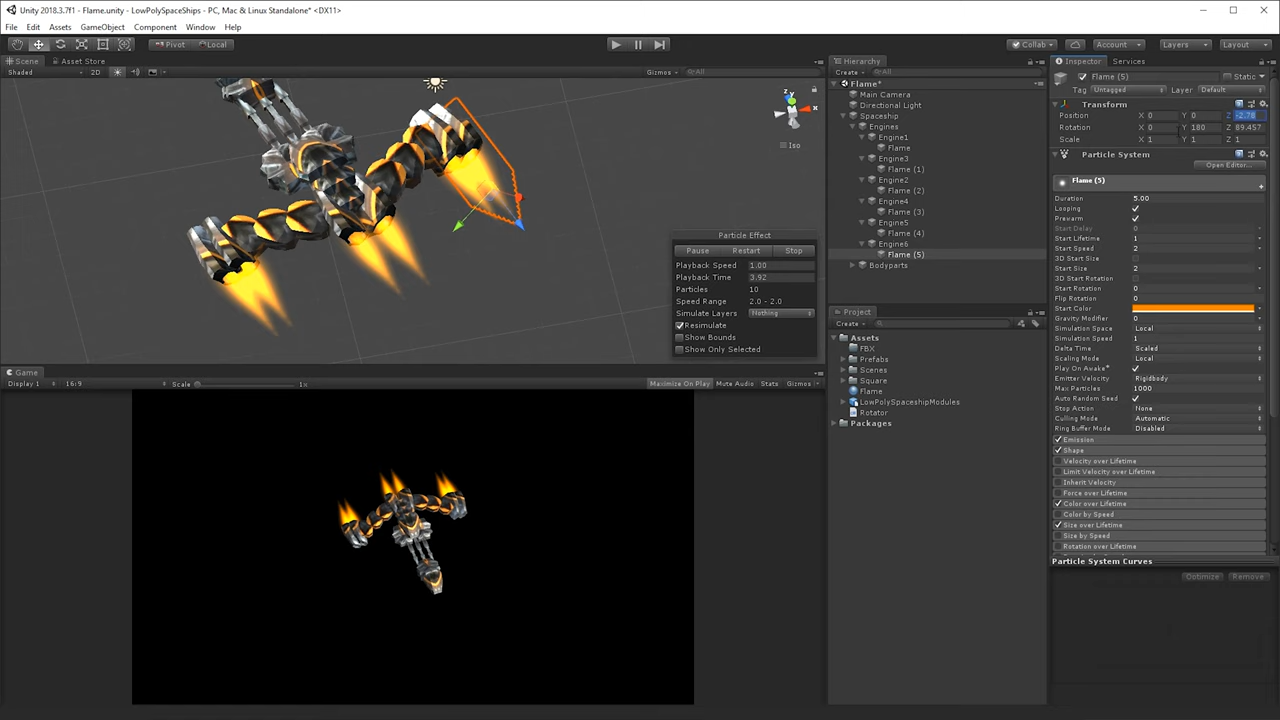 Unity 2018.3.7f1 - Flame.unity - LowPolySpaceShips - PC, Mac & Linux Standalone* <DX11>
File Edit Assets GameObject Component Window Help
Pivot Local Collab Account Layers Layout
Scene Asset Store
Shaded 2D Gizmos All
Iso
Particle Effect
Pause Restart Stop
Playback Speed 1.00
Playback Time 3.92
Particles 10
Speed Range 2.0 - 2.0
Simulate Layers Nothing
Resimulate
Show Bounds
Show Only Selected
Game
Display 1 16:9 Scale 1x Maximize On Play Mute Audio Stats Gizmos
Hierarchy
Create All
Flame*
Main Camera
Directional Light
Spaceship
Engines
Engine1
Flame
Engine3
Flame (1)
Engine2
Flame (2)
Engine4
Flame (3)
Engine5
Flame (4)
Engine6
Flame (5)
Bodyparts
Project
Create
Assets
FBX
Prefabs
Scenes
Square
Flame
LowPolySpaceshipModules
Rotator
Packages
Inspector Services
Flame (5) Static
Tag Untagged Layer Default
Transform
Position X 0 Y 0 Z -2.76
Rotation X 0 Y 180 Z 89.457
Scale X 1 Y 1 Z 1
Particle System
Open Editor...
Flame (5)
Duration 5.00
Looping
Prewarm
Start Delay 0
Start Lifetime 1
Start Speed 2
3D Start Size
Start Size 2
3D Start Rotation
Start Rotation 0
Flip Rotation 0
Start Color
Gravity Modifier 0
Simulation Space Local
Simulation Speed 1
Delta Time Scaled
Scaling Mode Local
Play On Awake*
Emitter Velocity Rigidbody
Max Particles 1000
Auto Random Seed
Stop Action None
Culling Mode Automatic
Ring Buffer Mode Disabled
Emission
Shape
Velocity over Lifetime
Limit Velocity over Lifetime
Inherit Velocity
Force over Lifetime
Color over Lifetime
Color by Speed
Size over Lifetime
Size by Speed
Rotation over Lifetime
Particle System Curves
Optimize Remove